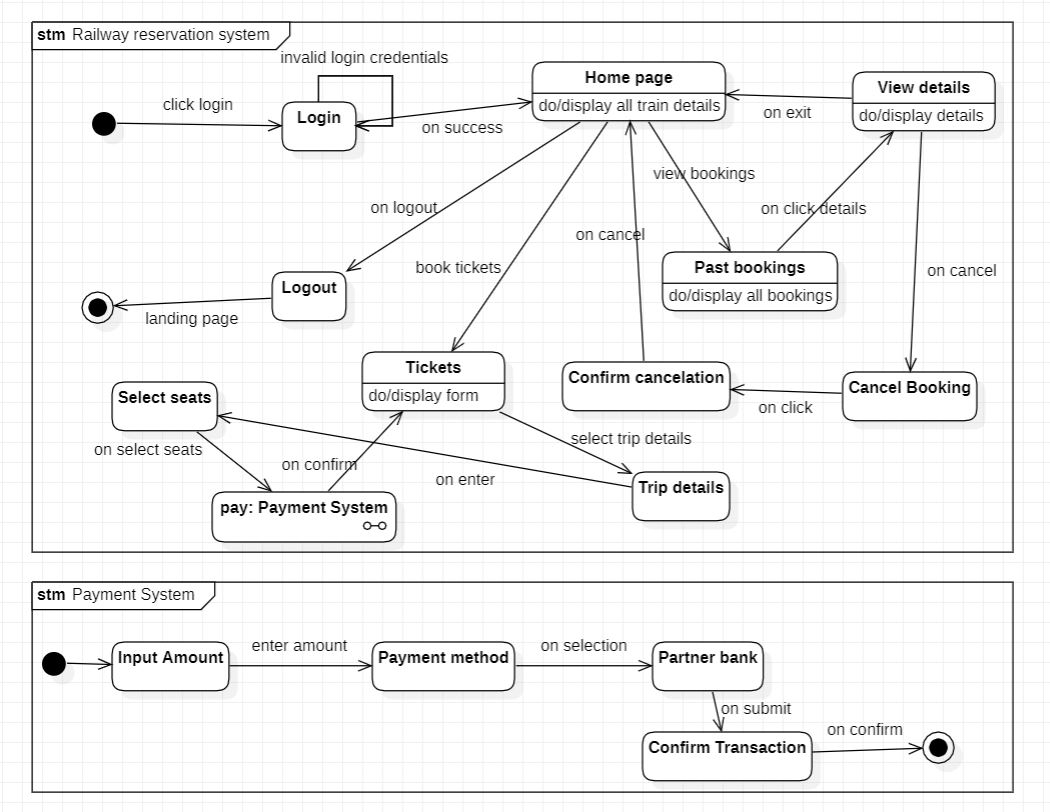 stm Railway reservation system
invalid login credentials
click login
Login
on success
Home page
do/display all train details
on exit
View details
do/display details
view bookings
on click details
on logout
on cancel
book tickets
Past bookings
do/display all bookings
on cancel
Logout
landing page
Tickets
do/display form
Confirm cancelation
on click
Cancel Booking
Select seats
on select seats
on confirm
on enter
select trip details
Trip details
pay: Payment System
stm Payment System
Input Amount
enter amount
Payment method
on selection
Partner bank
on submit
Confirm Transaction
on confirm